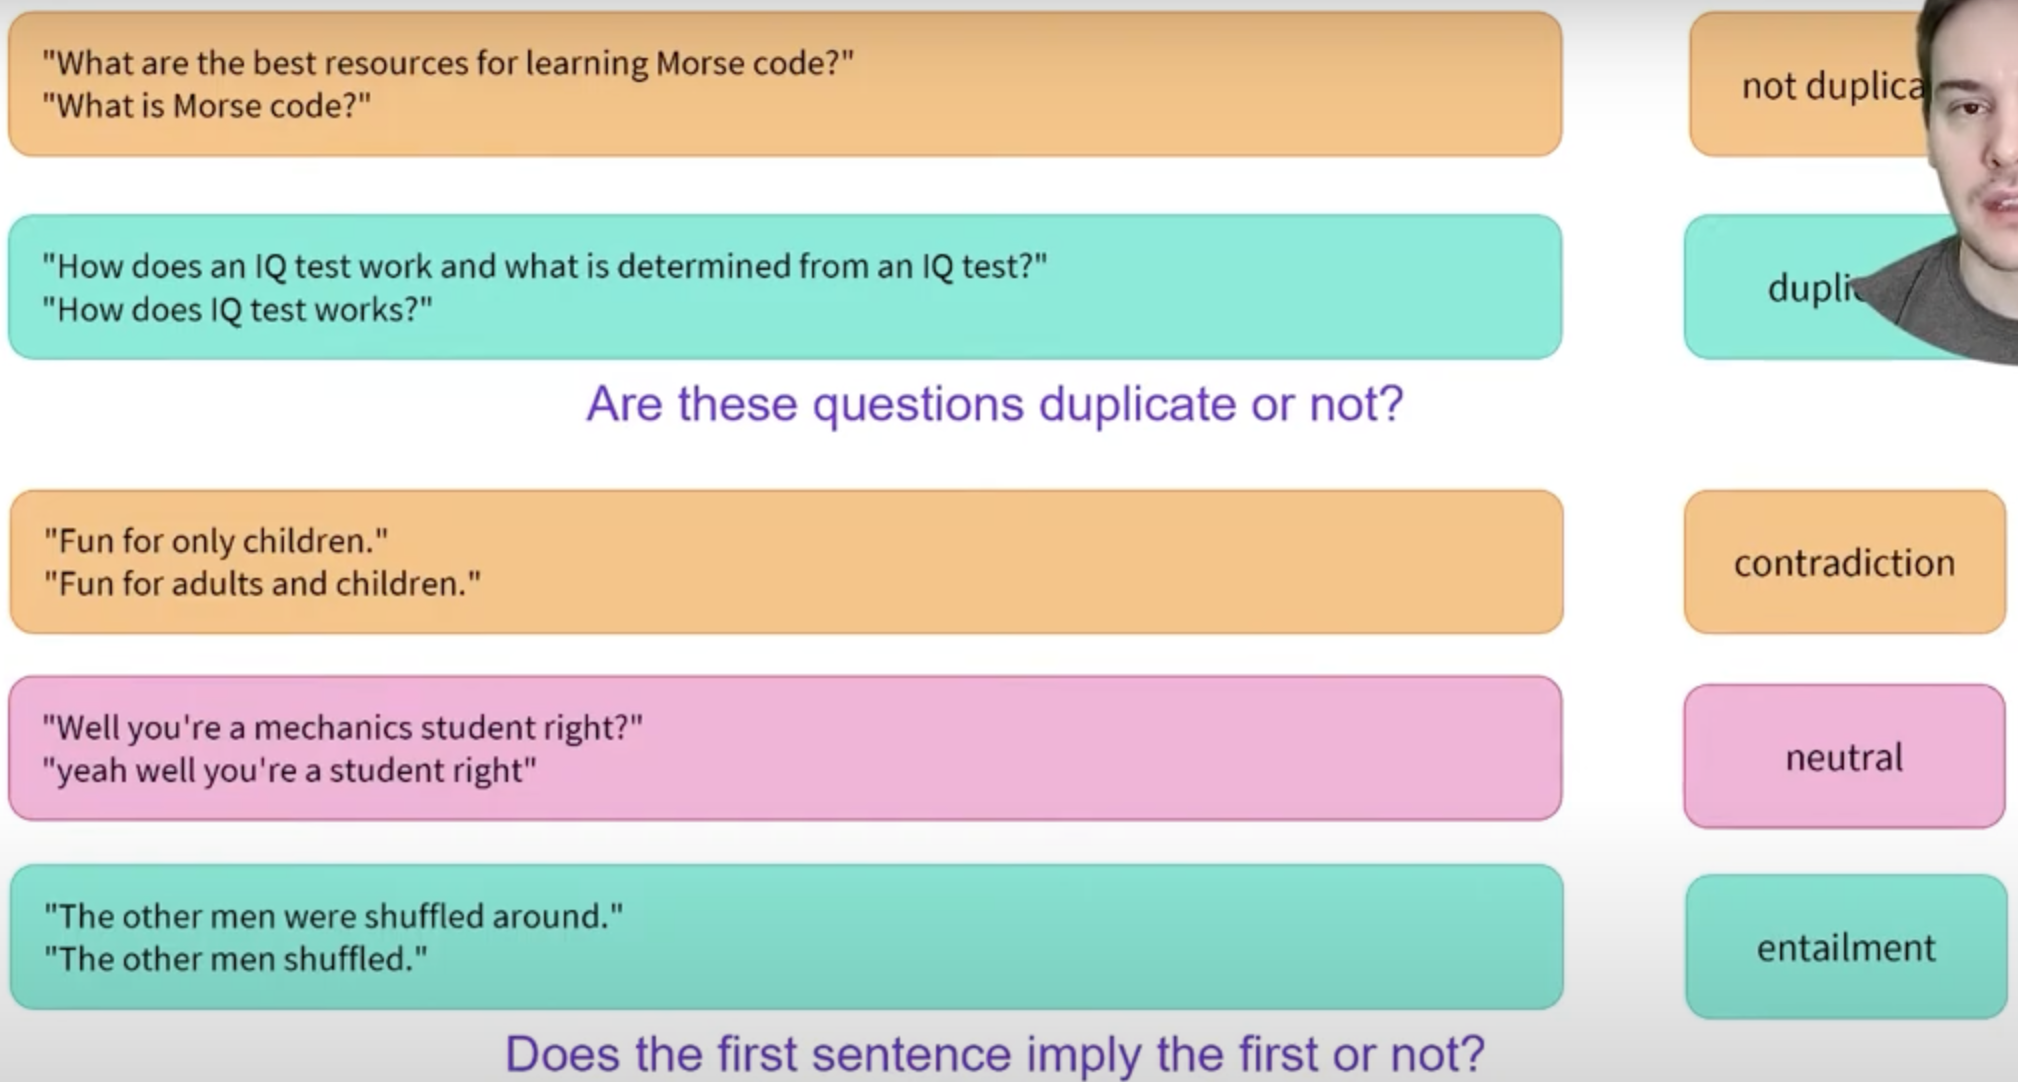 "What are the best resources for learning Morse code?"
"What is Morse code?"
not
"How does an IQ test work and what is determined from an IQ test?"
"How does IQ test works?"
Are these questions duplicate or not?
"Fun for only children."
"Fun for adults and children."
contradiction
"Well you're a mechanics student right?"
"yeah well you're a student right"
neutral
"The other men were shuffled around."
"The other men shuffled."
entailment
Does the first sentence imply the first or not?